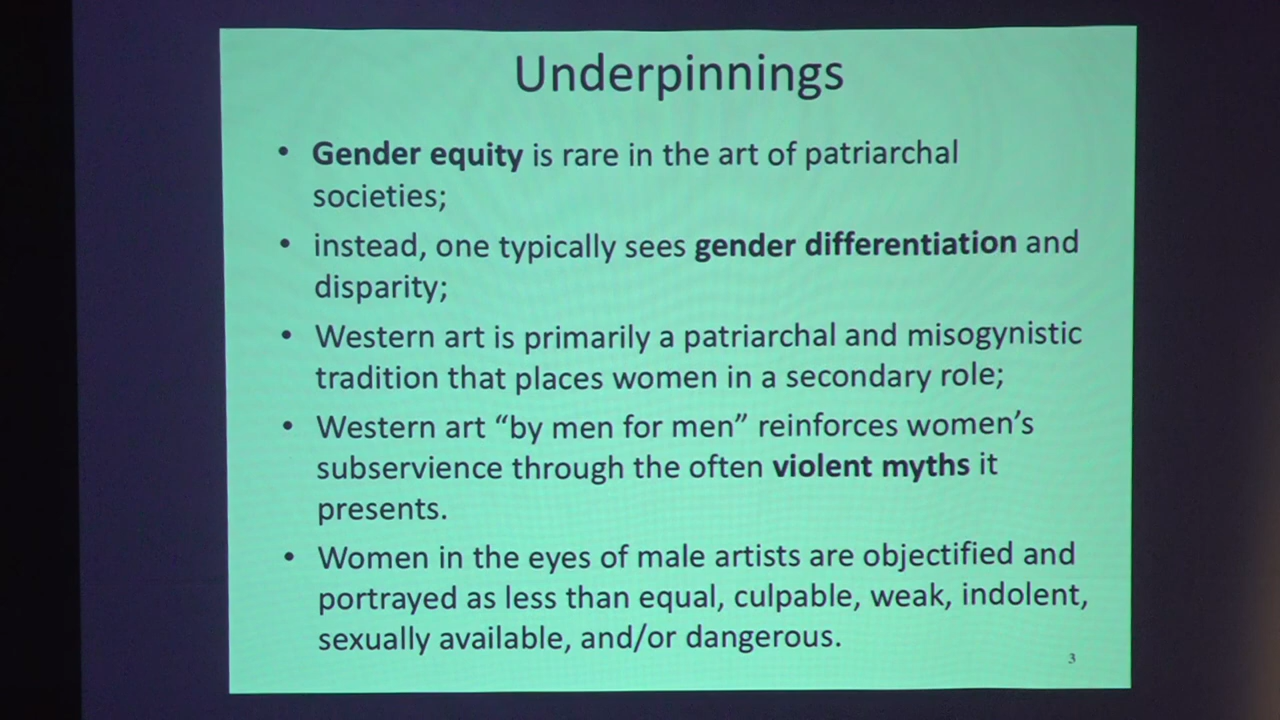 Underpinnings
• Gender equity is rare in the art of patriarchal
societies;
• instead, one typically sees gender differentiation and
disparity;
• Western art is primarily a patriarchal and misogynistic
tradition that places women in a secondary role;
• Western art “by men for men” reinforces women’s
subservience through the often violent myths it
presents.
• Women in the eyes of male artists are objectified and
portrayed as less than equal, culpable, weak, indolent,
sexually available, and/or dangerous.
3